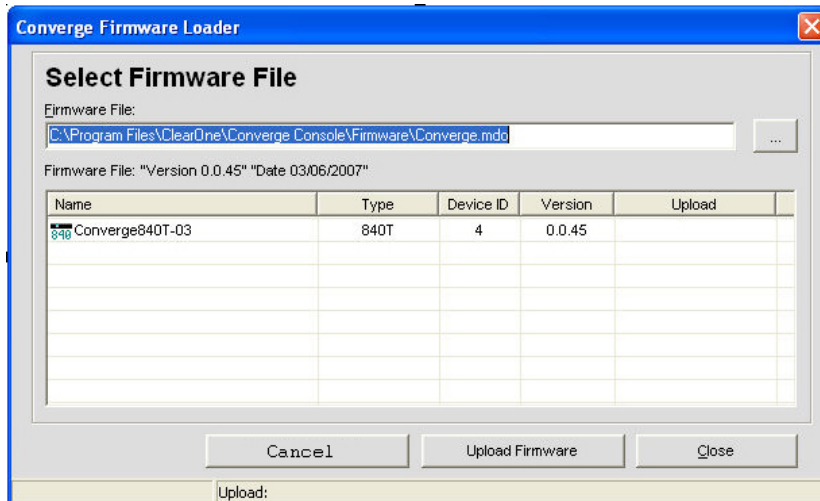 Converge Firmware Loader
Select Firmware File
Firmware File:
C:\Program Files\ClearOne\Converge Console\Firmware\Converge.mdo
...
Firmware File: "Version 0.0.45" "Date 03/06/2007"
Name Type Device ID Version Upload
840 Converge840T-03 840T 4 0.0.45
Cancel Upload Firmware Close
Upload: